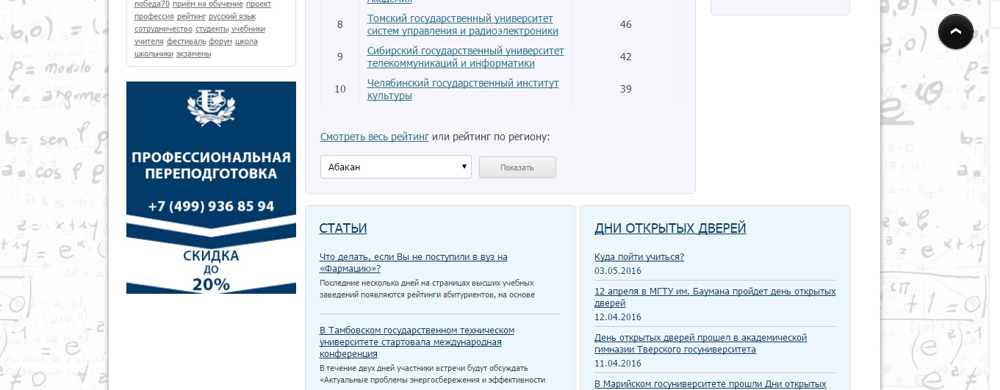 победа70 приём на обучение проект
профессия рейтинг русский язык
сотрудничество студенты учебники
учителя фестиваль форум школа
школьники экзамены
ПРОФЕССИОНАЛЬНАЯ
ПЕРЕПОДГОТОВКА
+7 (499) 936 85 94
СКИДКА
ДО
20%
Академия
8 Томский государственный университет 46
систем управления и радиоэлектроники
9 Сибирский государственный университет 42
телекоммуникаций и информатики
10 Челябинский государственный институт 39
культуры
Смотреть весь рейтинг или рейтинг по региону:
Абакан Показать
СТАТЬИ
Что делать, если Вы не поступили в вуз на
«Фармацию»?
Последние несколько дней на страницах высших учебных
заведений появляются рейтинги абитуриентов, на основе
В Тамбовском государственном техническом
университете стартовала международная
конференция
В течение двух дней участники встречи будут обсуждать
«Актуальные проблемы энергосбережения и эффективности
ДНИ ОТКРЫТЫХ ДВЕРЕЙ
Куда пойти учиться?
03.05.2016
12 апреля в МГТУ им. Баумана пройдет день открытых
дверей
12.04.2016
День открытых дверей прошел в академической
гимназии Тверского госуниверситета
11.04.2016
В Марийском госуниверситете прошли Дни открытых